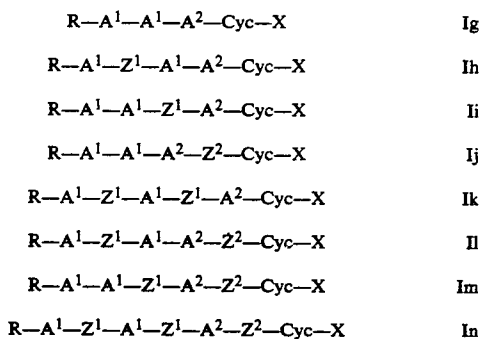 R—A¹—A¹—A²—Cyc—X Ig
R—A¹—Z¹—A¹—A²—Cyc—X Ih
R—A¹—A¹—Z¹—A²—Cyc—X Ii
R—A¹—A¹—A²—Z²—Cyc—X Ij
R—A¹—Z¹—A¹—Z¹—A²—Cyc—X Ik
R—A¹—Z¹—A¹—A²—Z²—Cyc—X Il
R—A¹—A¹—Z¹—A²—Z²—Cyc—X Im
R—A¹—Z¹—A¹—Z¹—A²—Z²—Cyc—X In